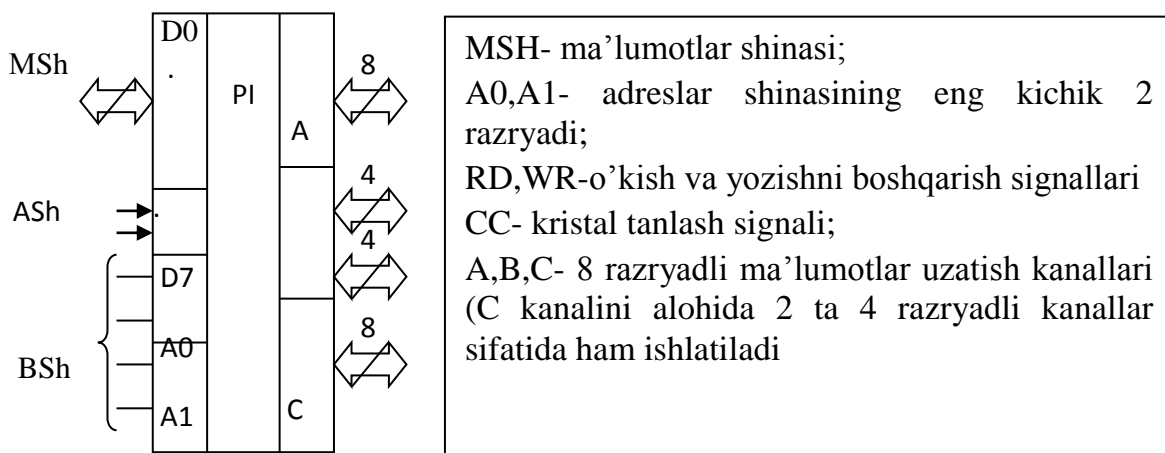 D0
MSh
.
PI
8
A
4
ASh
.
4
D7
8
A0
BSh
A1
C
MSH- ma’lumotlar shinasi;
A0,A1- adreslar shinasining eng kichik 2
razryadi;
RD,WR-o’kish va yozishni boshqarish signallari
CC- kristal tanlash signali;
A,B,C- 8 razryadli ma’lumotlar uzatish kanallari
(C kanalini alohida 2 ta 4 razryadli kanallar
sifatida ham ishlatiladi